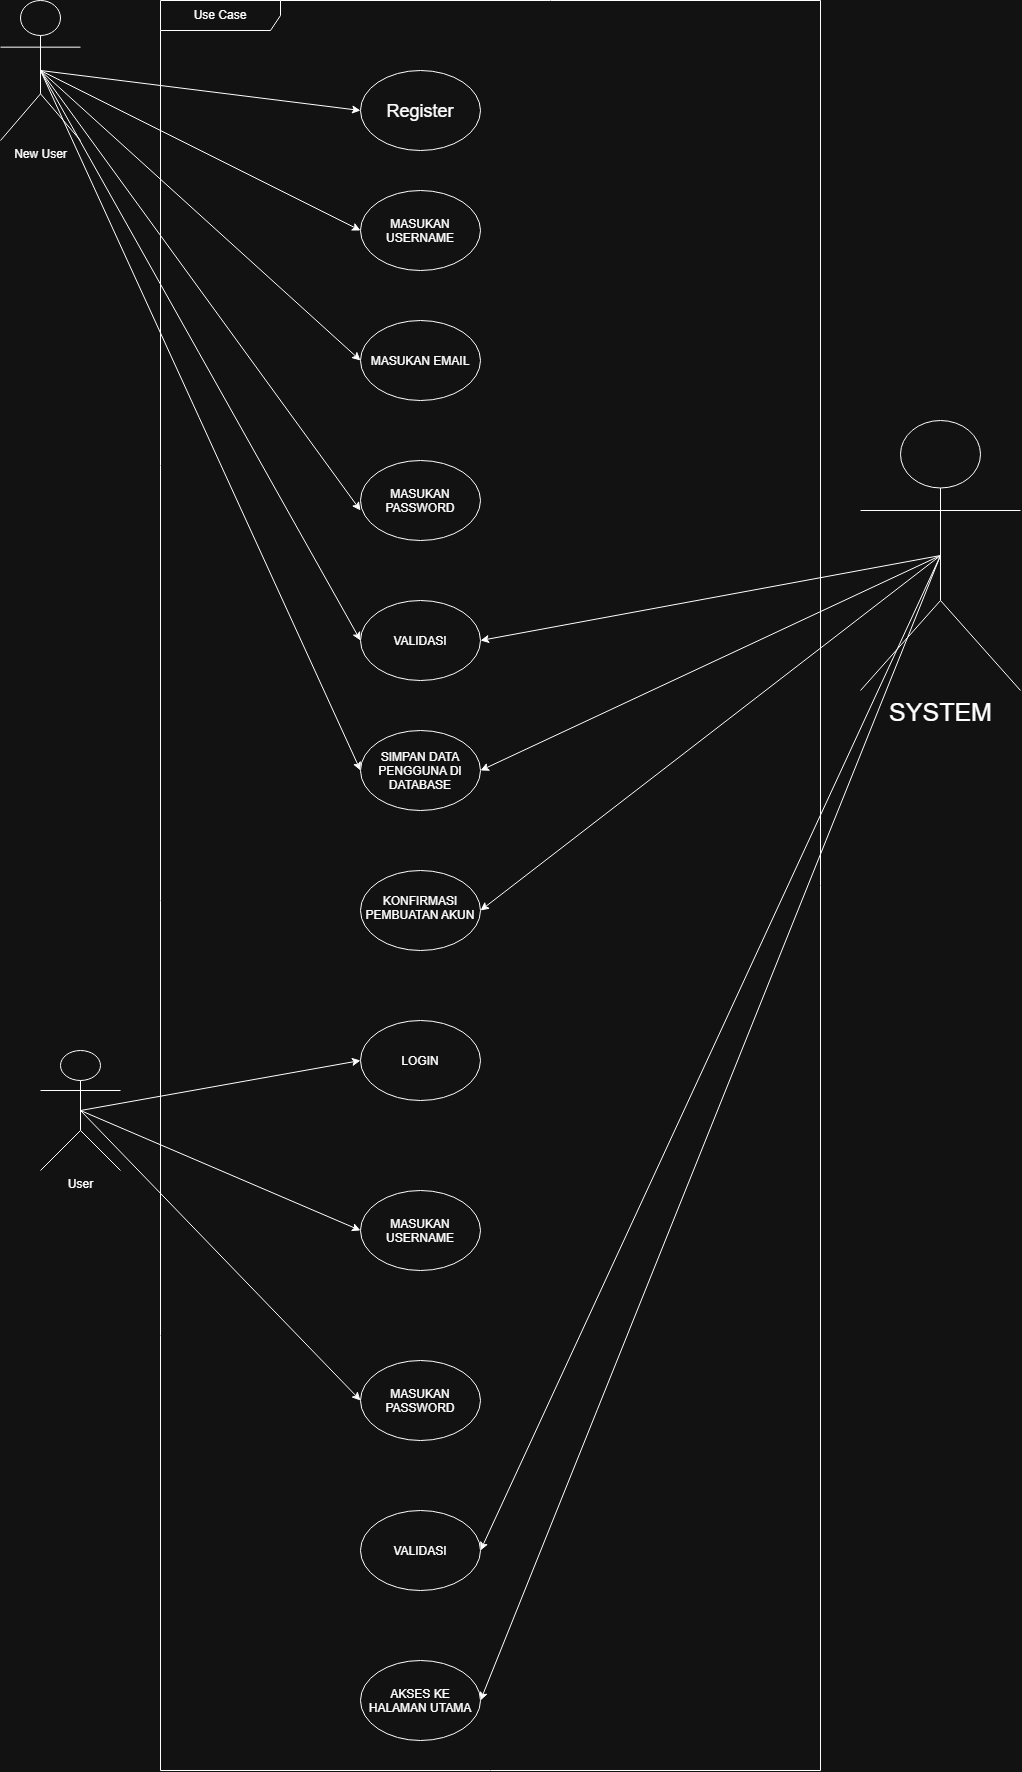 Use Case
New User
Register
MASUKAN
USERNAME
MASUKAN EMAIL
MASUKAN
PASSWORD
VALIDASI
SYSTEM
SIMPAN DATA
PENGGUNA DI
DATABASE
KONFIRMASI
PEMBUATAN AKUN
LOGIN
User
MASUKAN
USERNAME
MASUKAN
PASSWORD
VALIDASI
AKSES KE
HALAMAN UTAMA